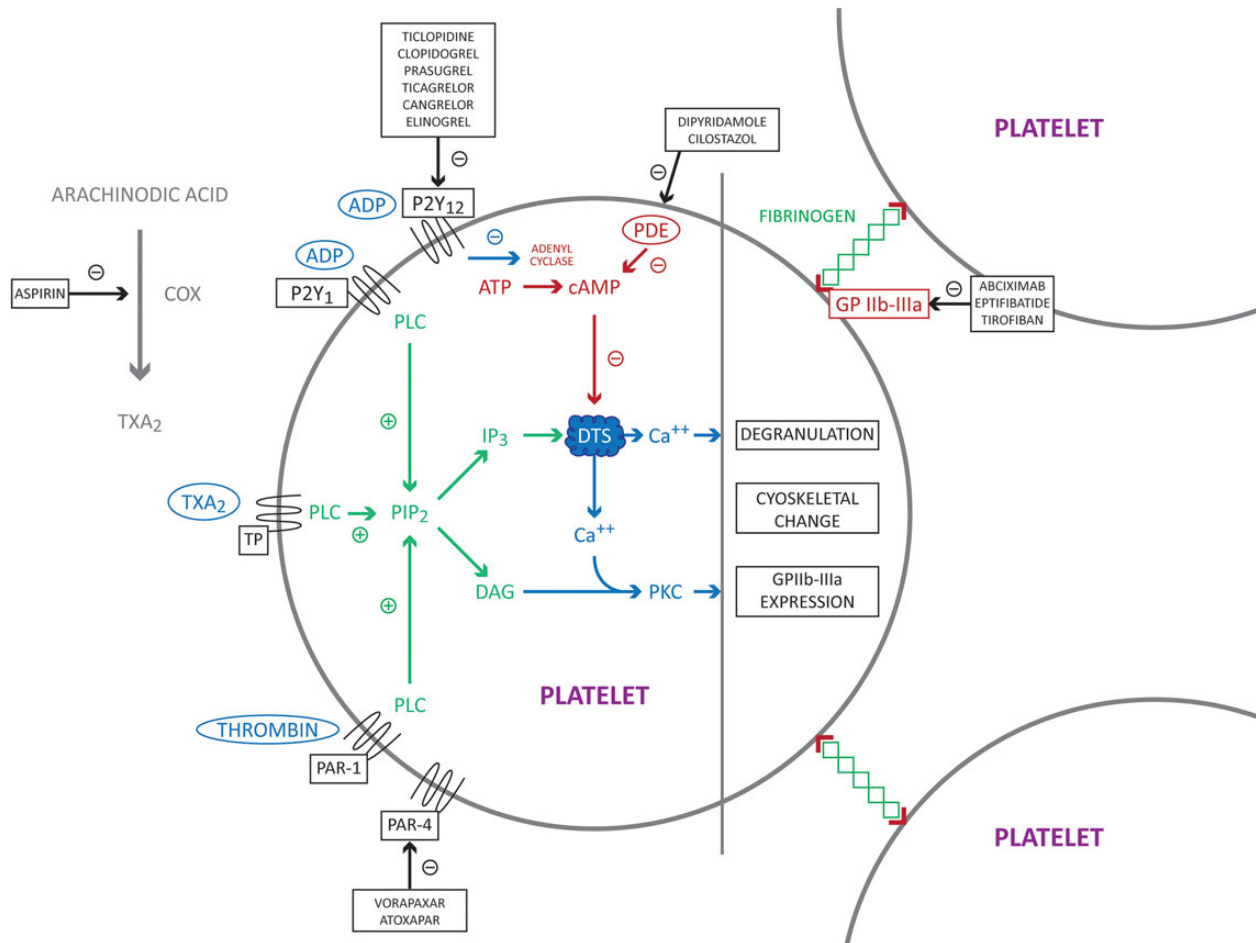 TICLOPIDINE
CLOPIDOGREL
PRASUGREL
TICAGRELOR
CANGRELOR
ELINOGREL
DIPYRIDAMOLE
CILOSTAZOL
PLATELET
ARACHINODIC ACID
ADP
P2Y12
ADP
P2Y1
ADENYL
CYCLASE
PDE
ATP
cAMP
FIBRINOGEN
GP IIb-IIIa
ABCIXIMAB
EPTIFIBATIDE
TIROFIBAN
ASPIRIN
COX
TXA2
PLC
IP3
DTS
Ca++
DEGRANULATION
TXA2
TP
PLC
PIP2
Ca++
CYOSKELETAL
CHANGE
DAG
PKC
GPIIb-IIIa
EXPRESSION
PLC
PLATELET
THROMBIN
PAR-1
PAR-4
VORAPAXAR
ATOXAPAR
PLATELET